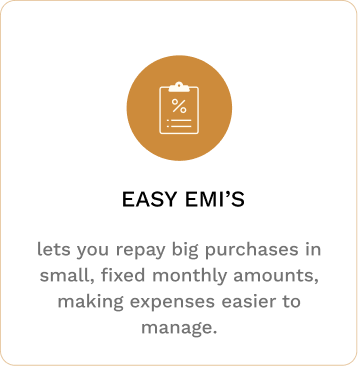 EASY EMI’S
lets you repay big purchases in
small, fixed monthly amounts,
making expenses easier to
manage.